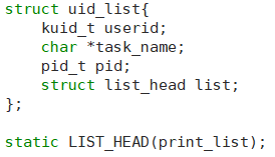 struct uid_list{
    kuid_t userid;
    char *task_name;
    pid_t pid;
    struct list_head list;
};

static LIST_HEAD(print_list);